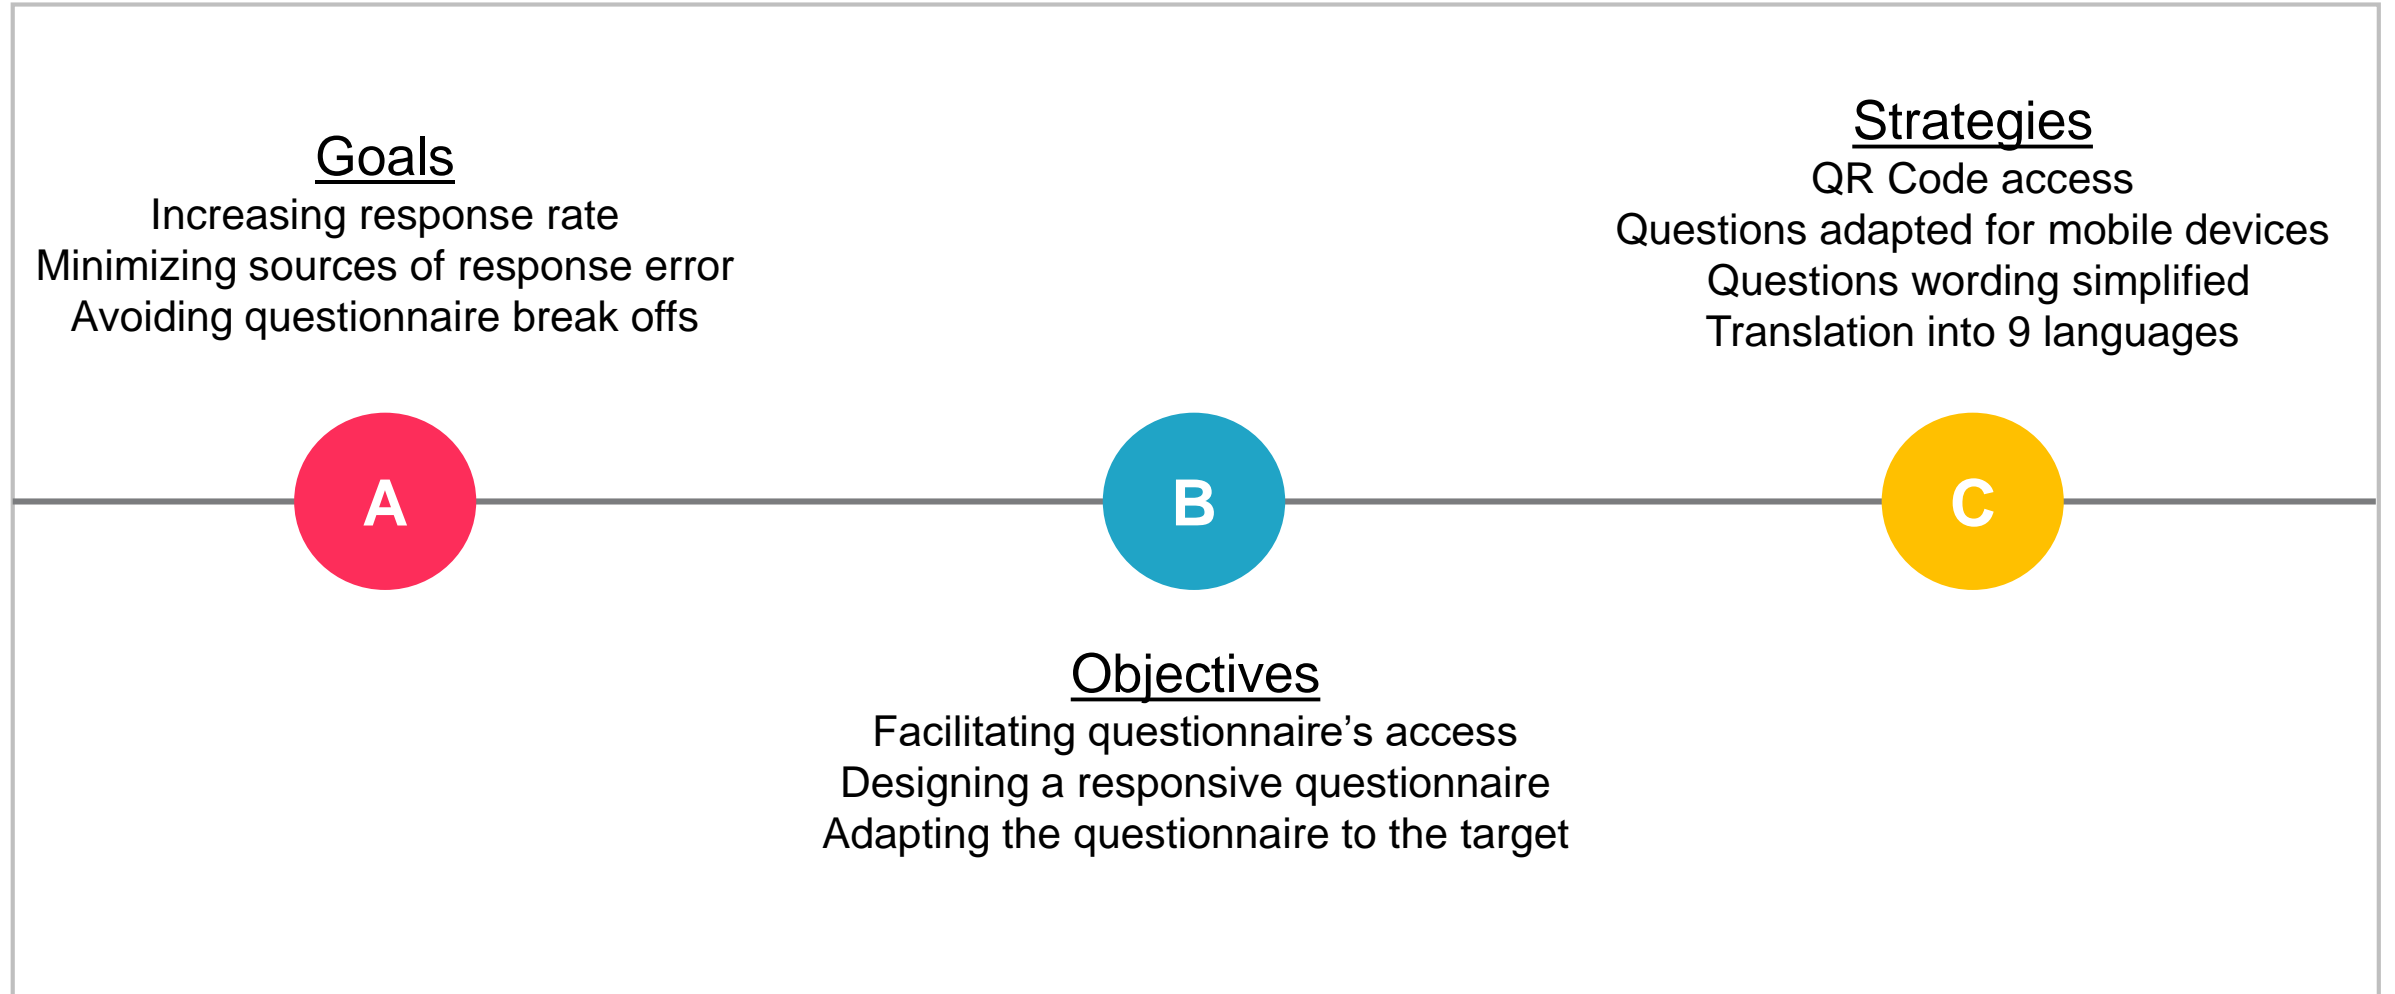 Goals
Increasing response rate
Minimizing sources of response error
Avoiding questionnaire break offs
A
B
Objectives
Facilitating questionnaire’s access
Designing a responsive questionnaire
Adapting the questionnaire to the target
Strategies
QR Code access
Questions adapted for mobile devices
Questions wording simplified
Translation into 9 languages
C